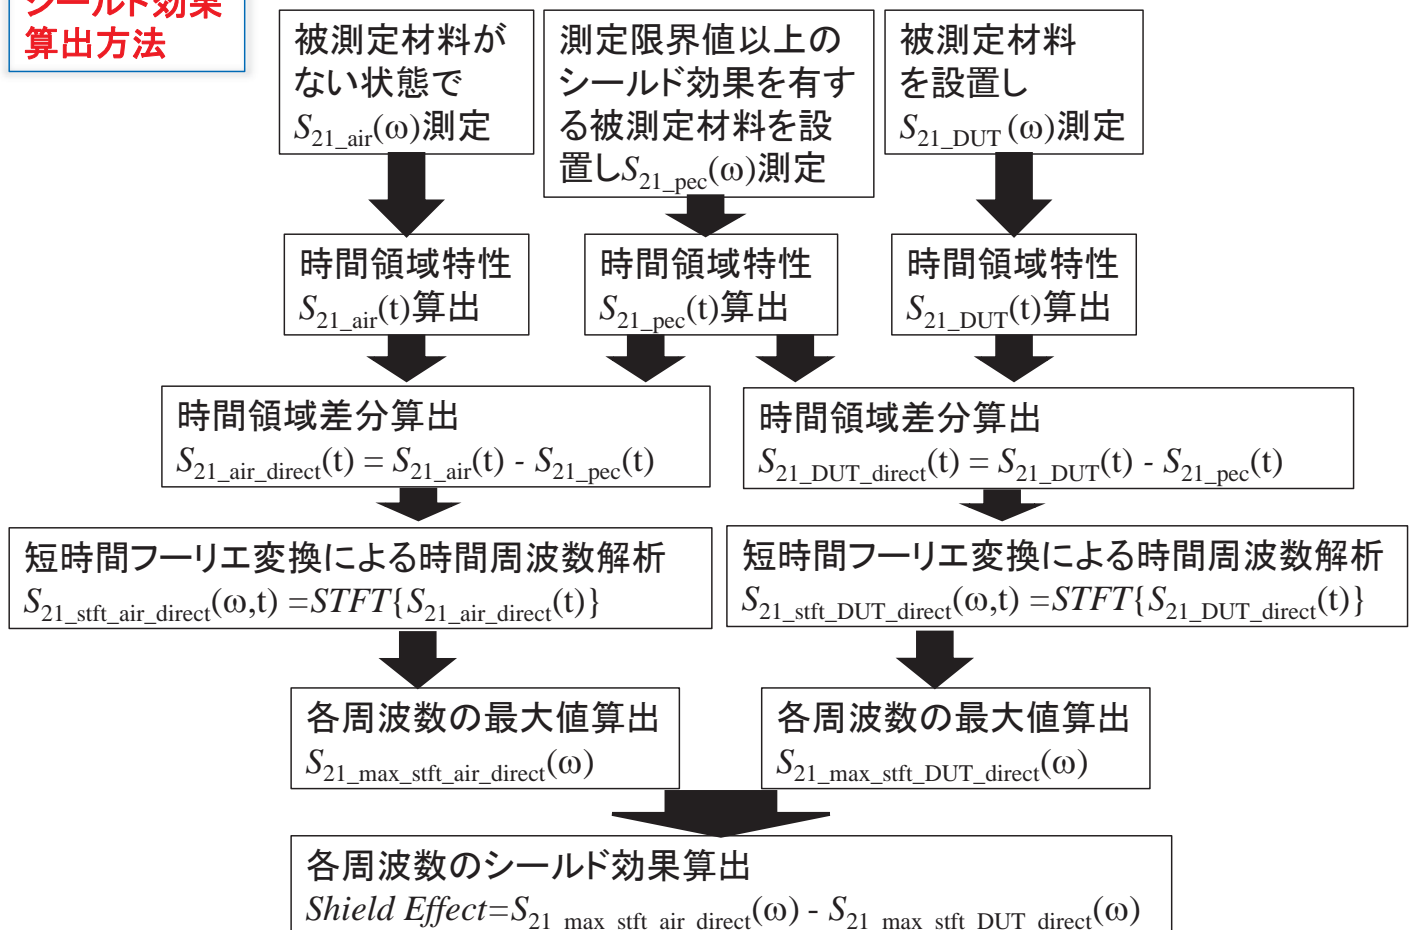 シールド効果
算出方法
被測定材料が
ない状態で
S21_air(ω)測定
測定限界値以上の
シールド効果を有す
る被測定材料を設
置しS21_pec(ω)測定
被測定材料
を設置し
S21_DUT (ω)測定
時間領域特性
S21_air(t)算出
時間領域特性
S21_pec(t)算出
時間領域特性
S21_DUT(t)算出
時間領域差分算出
S21_air_direct(t) = S21_air(t) - S21_pec(t)
時間領域差分算出
S21_DUT_direct(t) = S21_DUT(t) - S21_pec(t)
短時間フーリエ変換による時間周波数解析
S21_stft_air_direct(ω,t) =STFT{S21_air_direct(t)}
短時間フーリエ変換による時間周波数解析
S21_stft_DUT_direct(ω,t) =STFT{S21_DUT_direct(t)}
各周波数の最大値算出
S21_max_stft_air_direct(ω)
各周波数の最大値算出
S21_max_stft_DUT_direct(ω)
各周波数のシールド効果算出
Shield Effect=S21_max_stft_air_direct(ω) - S21_max_stft_DUT_direct(ω)